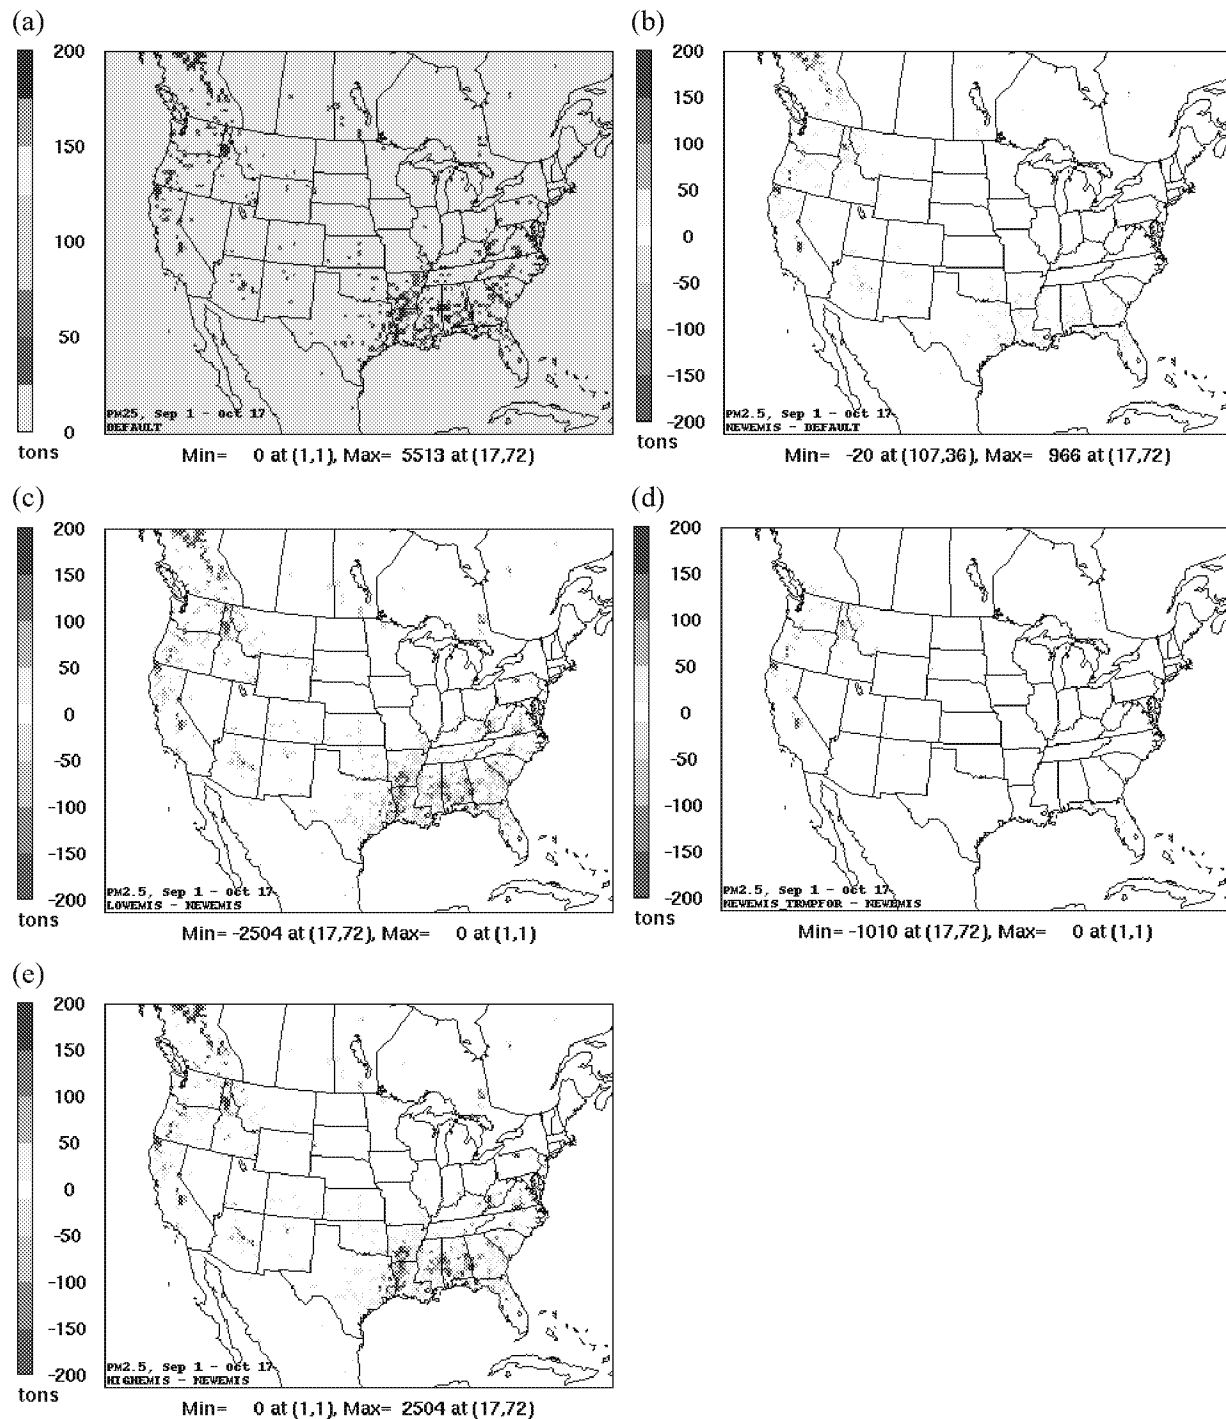 (a)
200
150
100
50
0
tons
PM25, Sep 1 - Oct 17
DEFAULT
Min= 0 at (1,1), Max= 5513 at (17,72)
(b)
200
150
100
50
0
-50
-100
-150
-200
tons
PM2.5, Sep 1 - Oct 17
NEWEMIS - DEFAULT
Min= -20 at (107,36), Max= 966 at (17,72)
(c)
200
150
100
50
0
-50
-100
-150
-200
tons
PM2.5, Sep 1 - Oct 17
LOWEMIS - NEWEMIS
Min= -2504 at (17,72), Max= 0 at (1,1)
(d)
200
150
100
50
0
-50
-100
-150
-200
tons
PM2.5, Sep 1 - Oct 17
NEWEMIS_TRMPFOR - NEWEMIS
Min= -1010 at (17,72), Max= 0 at (1,1)
(e)
200
150
100
50
0
-50
-100
-150
-200
tons
PM2.5, Sep 1 - Oct 17
HIGHEMIS - NEWEMIS
Min= 0 at (1,1), Max= 2504 at (17,72)